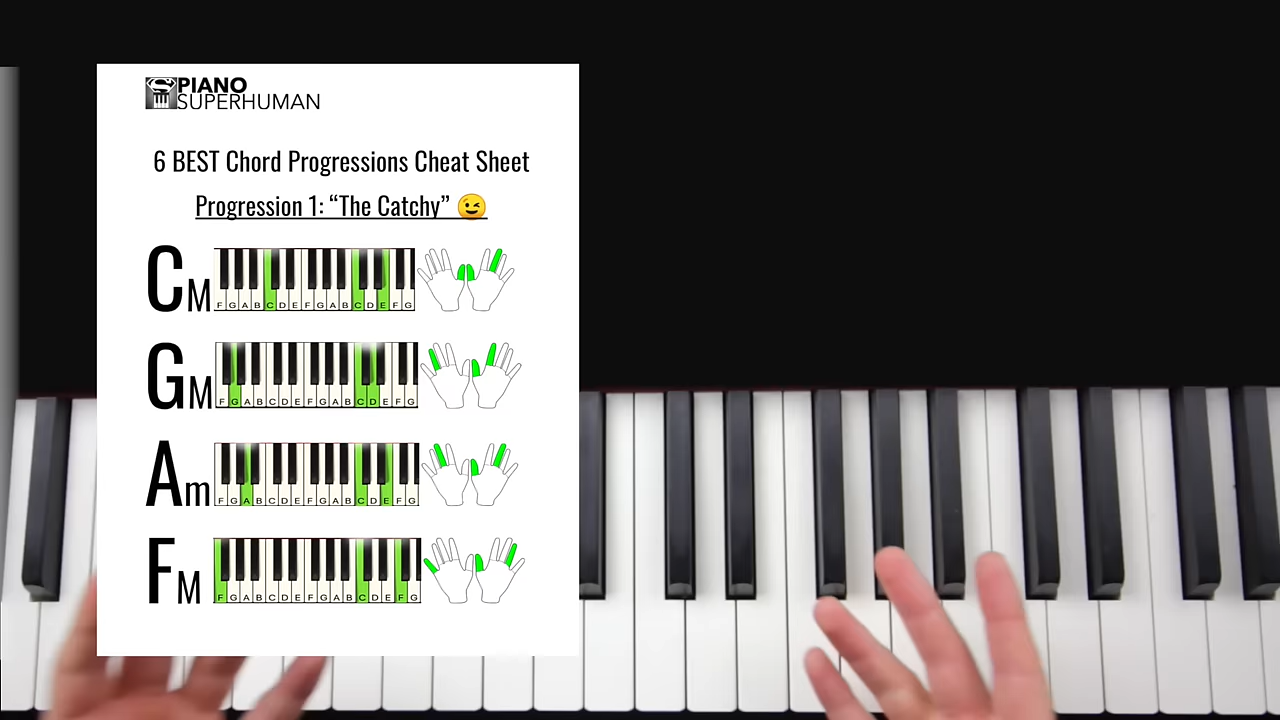 PIANO
SUPERHUMAN
6 BEST Chord Progressions Cheat Sheet
Progression 1: “The Catchy” 😉
CM
F G A B C D E F G A B C D E F G
GM
F G A B C D E F G A B C D E F G
Am
F G A B C D E F G A B C D E F G
FM
F G A B C D E F G A B C D E F G